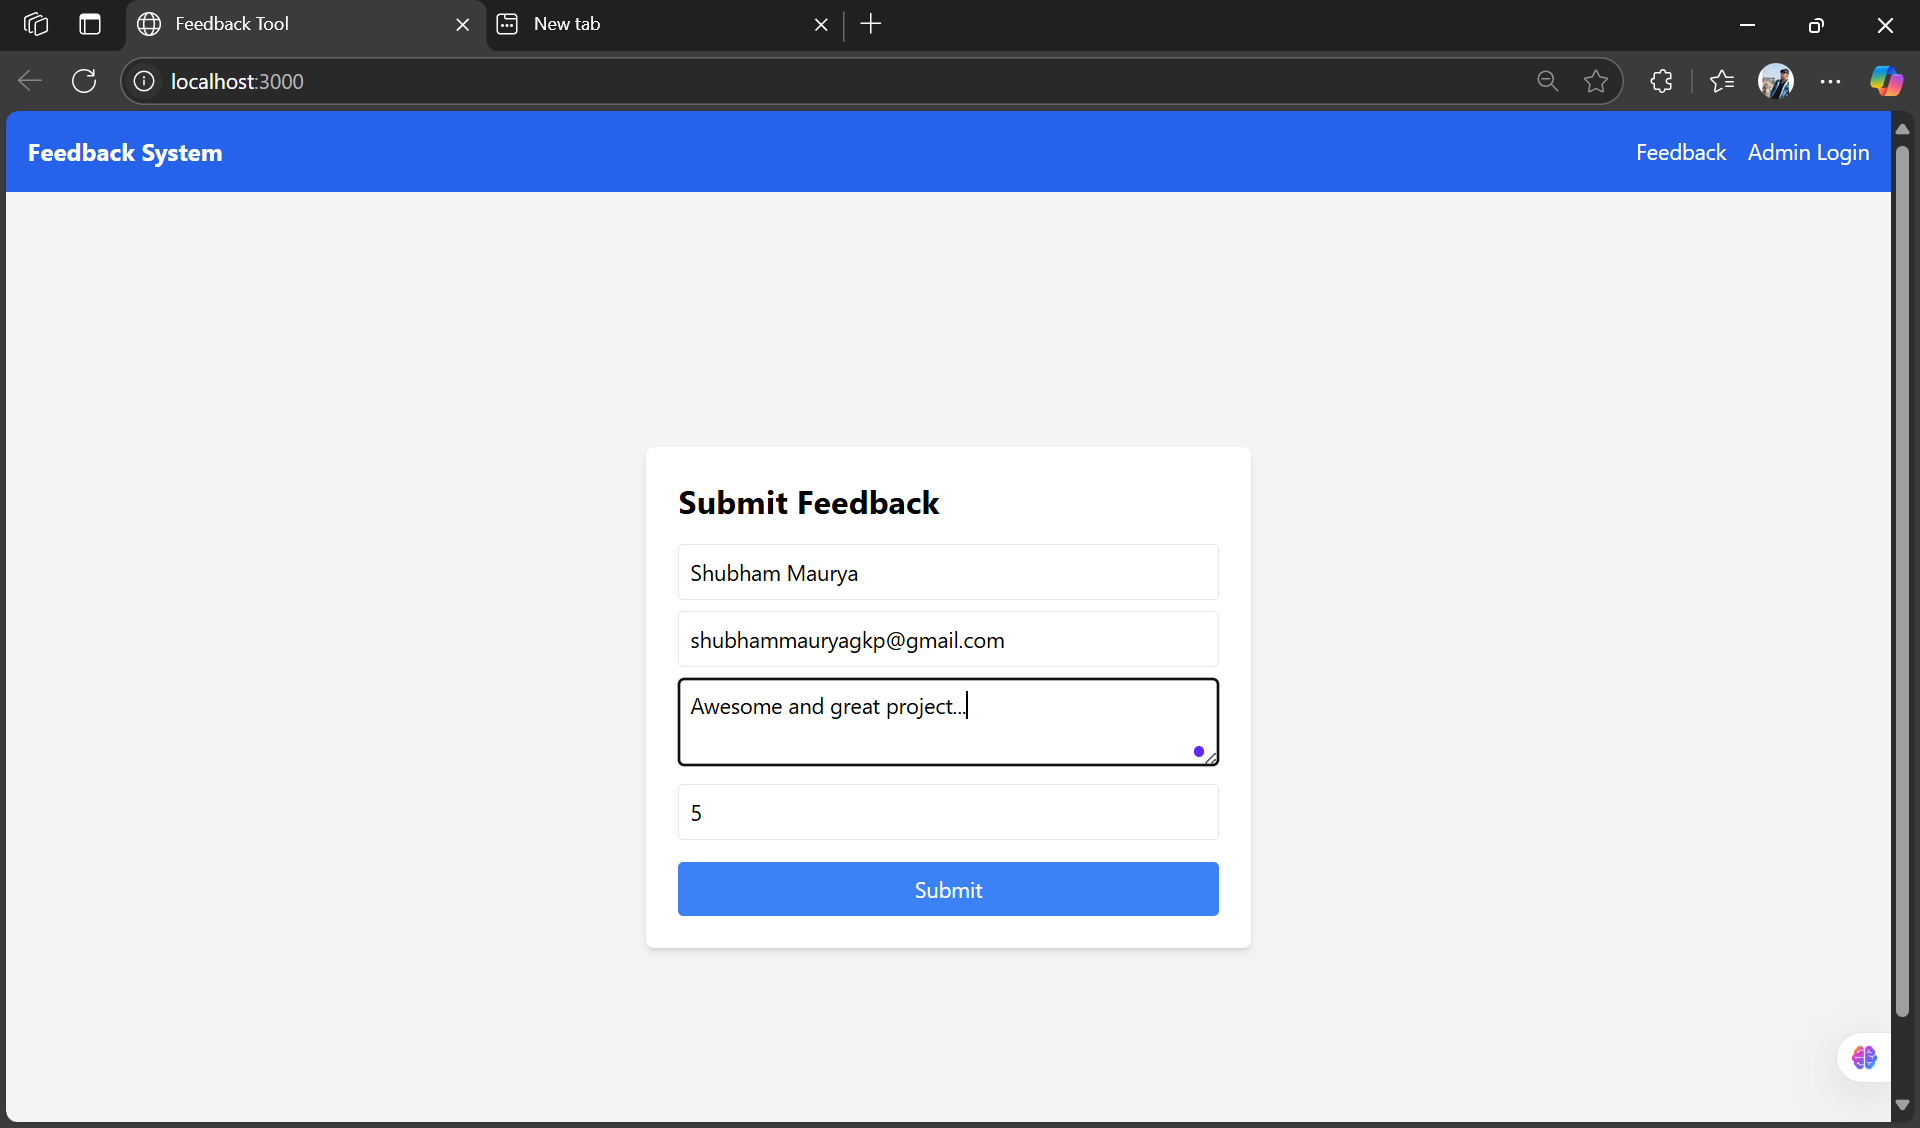 Feedback Tool
New tab
localhost:3000
Feedback System
Feedback
Admin Login
Submit Feedback
Shubham Maurya
shubhammauryagkp@gmail.com
Awesome and great project...
5
Submit